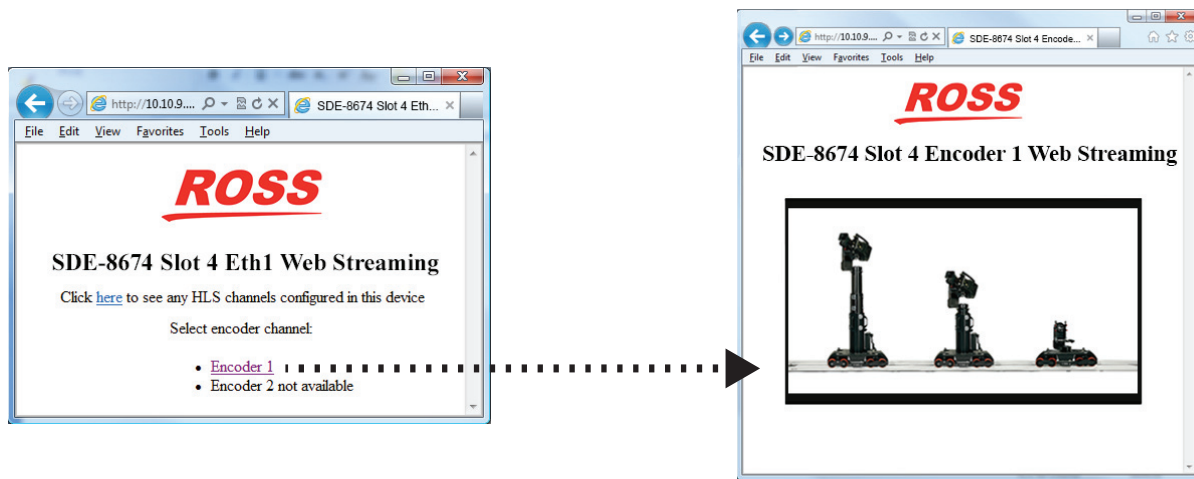 http://10.10.9....
SDE-8674 Slot 4 Eth...
File Edit View Favorites Tools Help
ROSS
SDE-8674 Slot 4 Eth1 Web Streaming
Click here to see any HLS channels configured in this device
Select encoder channel:
• Encoder 1
• Encoder 2 not available
http://10.10.9....
SDE-8674 Slot 4 Encode...
File Edit View Favorites Tools Help
ROSS
SDE-8674 Slot 4 Encoder 1 Web Streaming